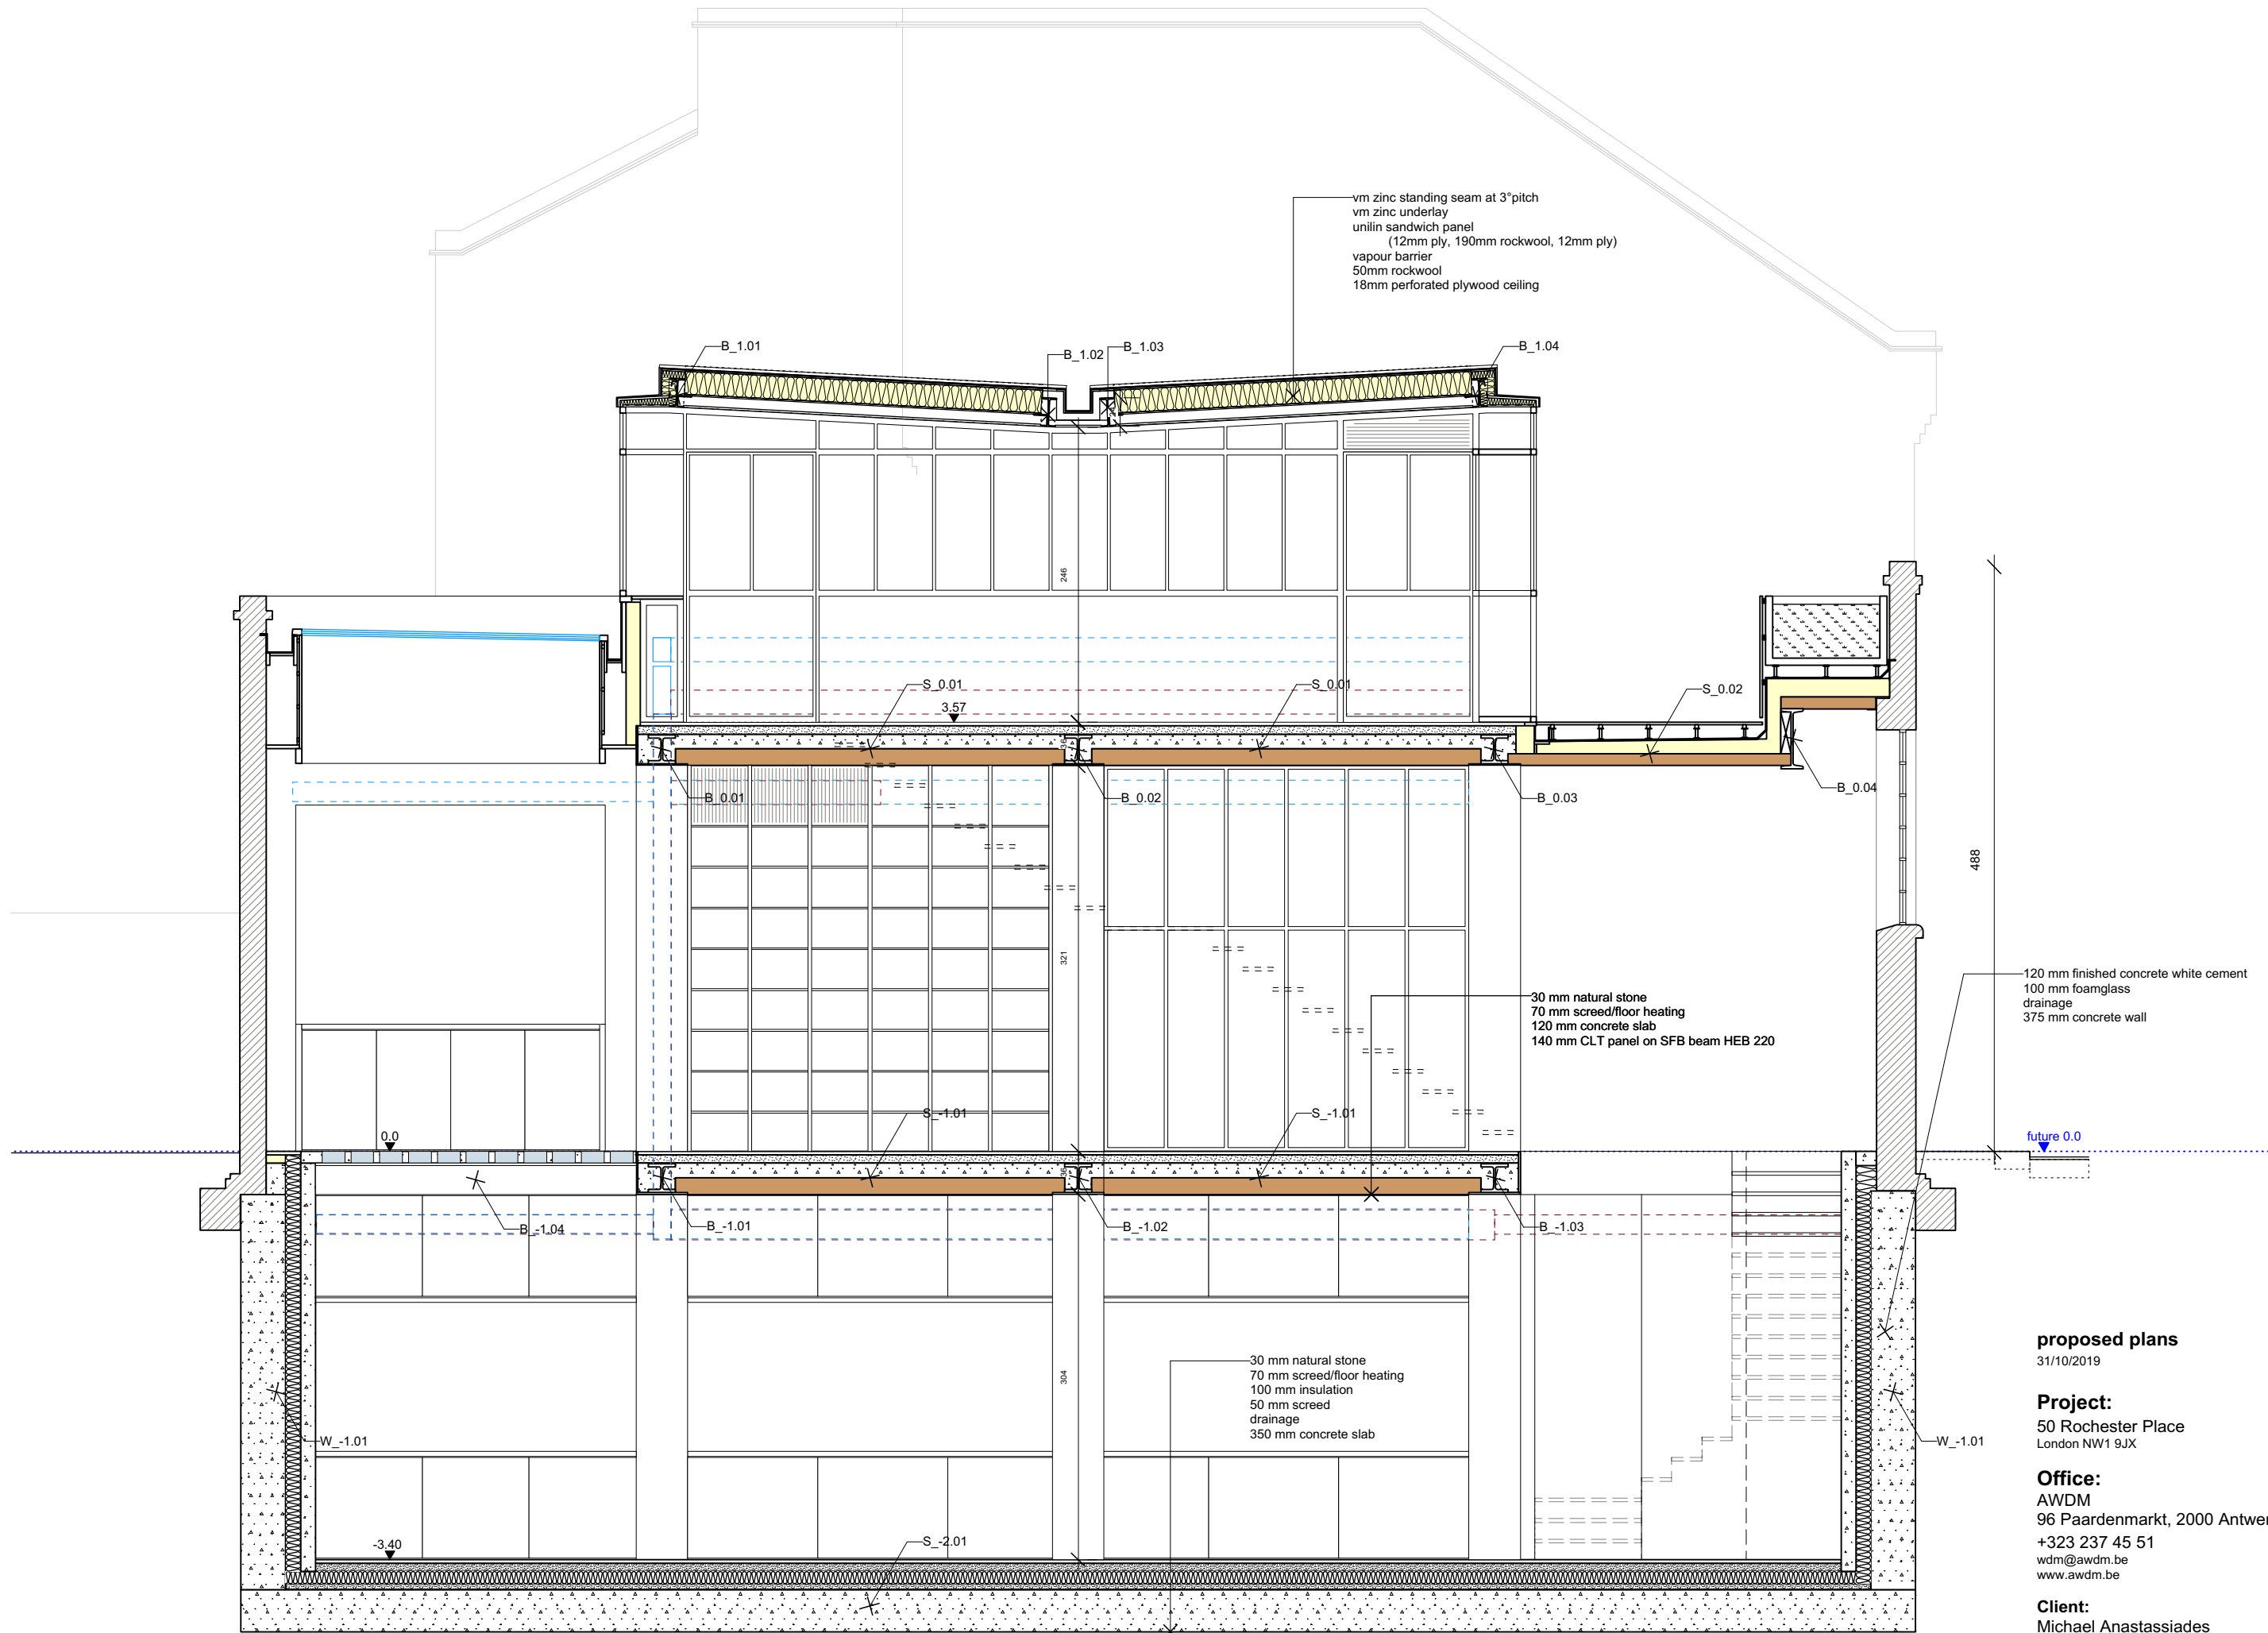 vm zinc standing seam at 3°pitch
vm zinc underlay
unilin sandwich panel
(12mm ply, 190mm rockwool, 12mm ply)
vapour barrier
50mm rockwool
18mm perforated plywood ceiling
B_1.01
B_1.02
B_1.03
B_1.04
246
S_0.01
S_0.01
S_0.02
3.57
36
B_0.01
B_0.02
B_0.03
B_0.04
488
321
120 mm finished concrete white cement
100 mm foamglass
drainage
375 mm concrete wall
30 mm natural stone
70 mm screed/floor heating
120 mm concrete slab
140 mm CLT panel on SFB beam HEB 220
S_-1.01
S_-1.01
0.0
future 0.0
36
B_-1.04
B_-1.01
B_-1.02
B_-1.03
304
30 mm natural stone
70 mm screed/floor heating
100 mm insulation
50 mm screed
drainage
350 mm concrete slab
W_-1.01
W_-1.01
-3.40
S_-2.01
proposed plans
31/10/2019
Project:
50 Rochester Place
London NW1 9JX
Office:
AWDM
96 Paardenmarkt, 2000 Antwer
+323 237 45 51
wdm@awdm.be
www.awdm.be
Client:
Michael Anastassiades